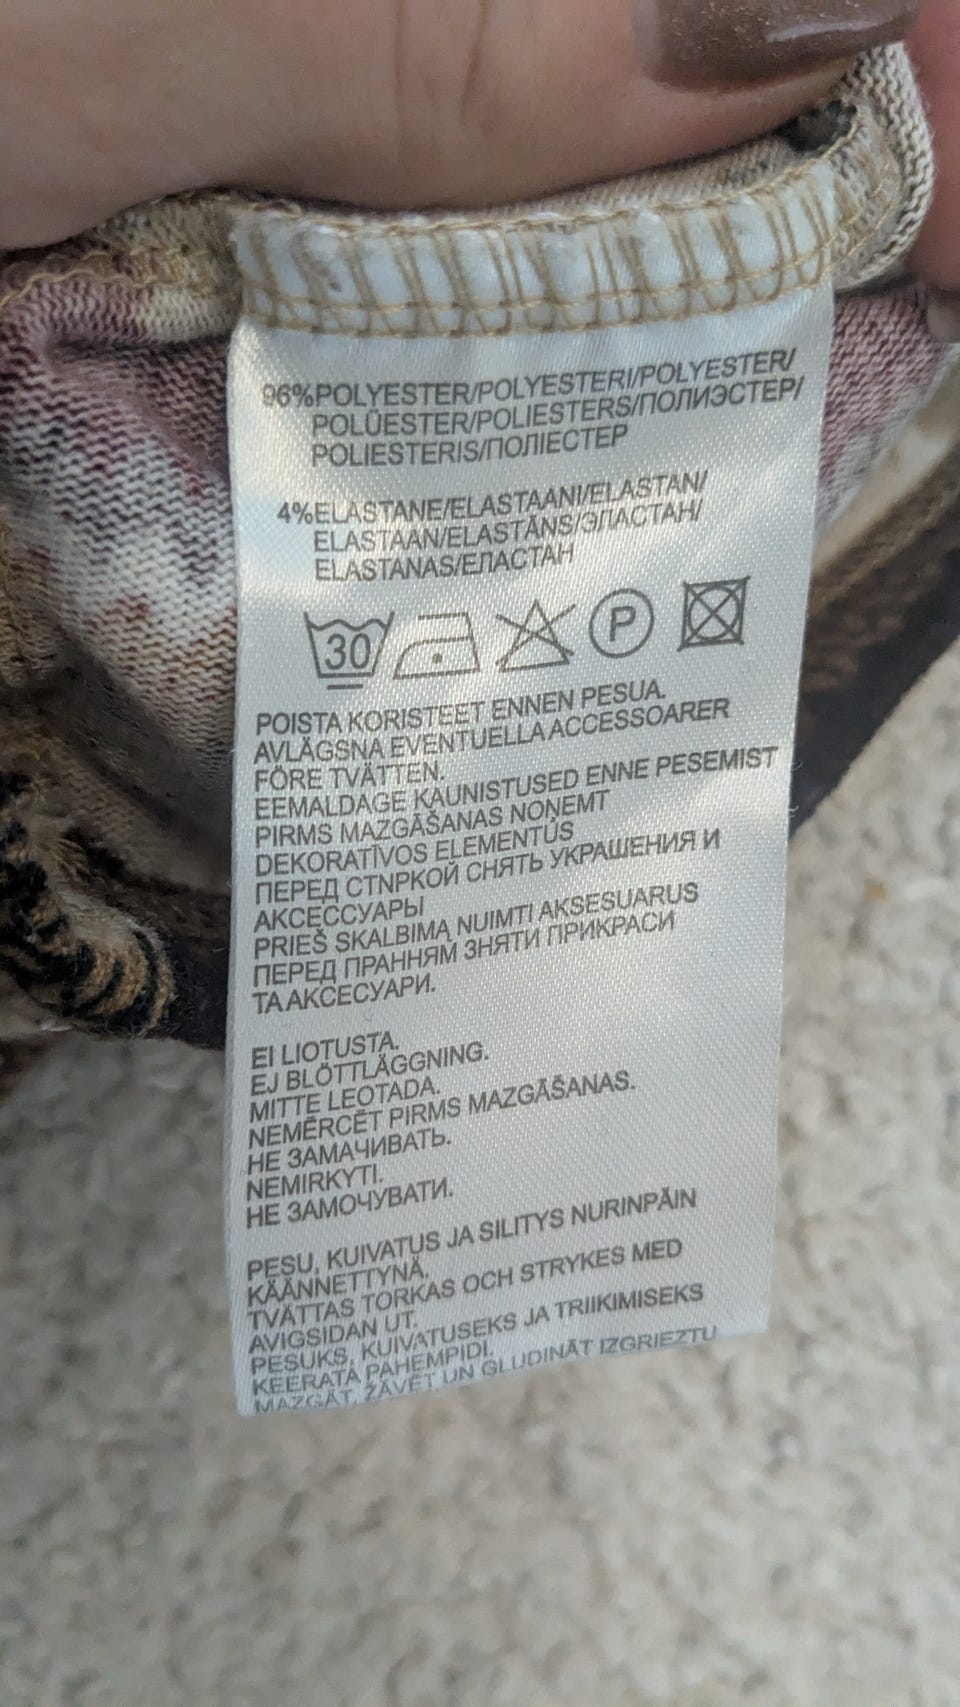 96%POLYESTER/POLYESTERI/POLYESTER/
POLÜESTER/POLIESTERS/ПОЛИЭСТЕР/
POLIESTERIS/ПОЛІЕСТЕР
4%ELASTANE/ELASTAANI/ELASTAN/
ELASTAAN/ELASTĀNS/ЭЛАСТАН/
ELASTANAS/ЕЛАСТАН
30 P
POISTA KORISTEET ENNEN PESUA.
AVLÄGSNA EVENTUELLA ACCESSOARER
FÖRE TVÄTTEN.
EEMALDAGE KAUNISTUSED ENNE PESEMIST
PIRMS MAZGĀŠANAS NOŅEMT
DEKORATĪVOS ELEMENTUS
ПЕРЕД СТNРКОЙ СНЯТЬ УКРАШЕНИЯ И
АКСЕССУАРЫ
PRIEŠ SKALBIMĄ NUIMTI AKSESUARUS
ПЕРЕД ПРАННЯМ ЗНЯТИ ПРИКРАСИ
ТА АКСЕСУАРИ.
EI LIOTUSTA.
EJ BLÖTTLÄGGNING.
MITTE LEOTADA.
NEMĒRCĒT PIRMS MAZGĀŠANAS.
НЕ ЗАМАЧИВАТЬ.
NEMIRKYTI.
НЕ ЗАМОЧУВАТИ.
PESU, KUIVATUS JA SILITYS NURINPÄIN
KÄÄNNETTYNÄ.
TVÄTTAS TORKAS OCH STRYKES MED
AVIGSIDAN UT.
PESUKS, KUIVATUSEKS JA TRIIKIMISEKS
KEERATA PAHEMPIDI.
MAZGĀT, ŽĀVĒT UN GLUDINĀT IZGRIEZTU